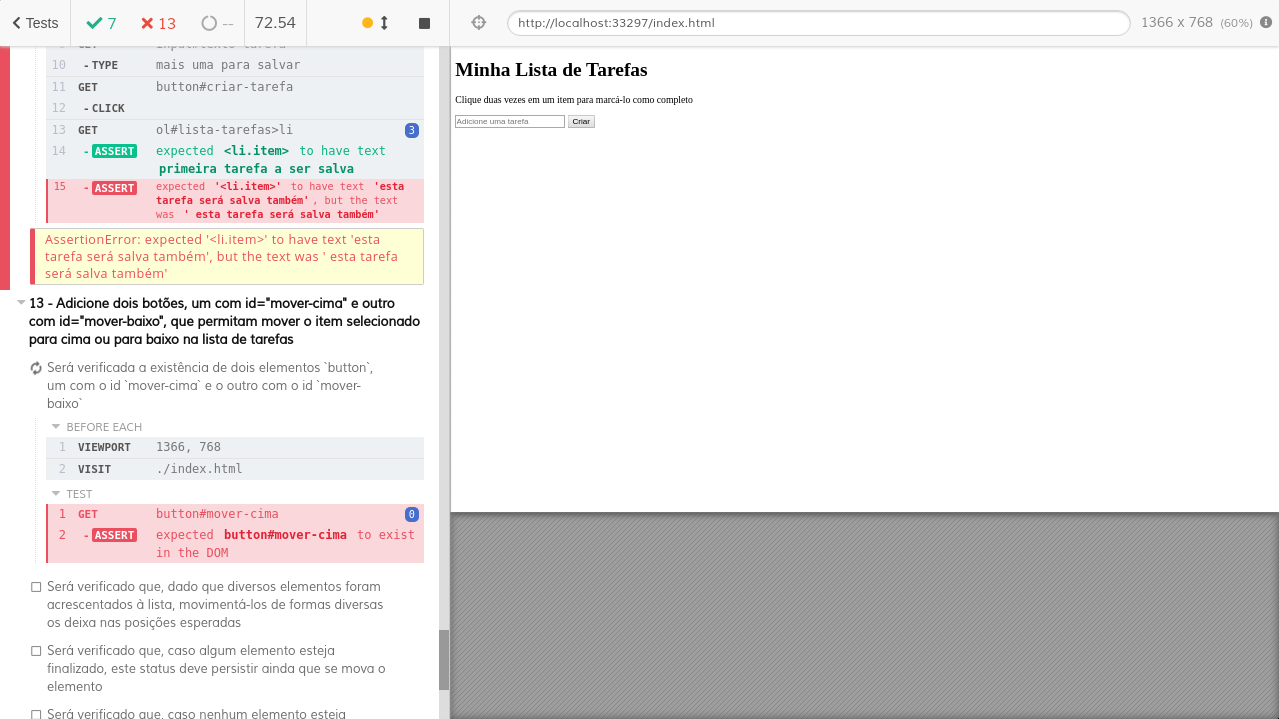 Tests
7
13
--
72.54
http://localhost:33297/index.html
1366 x 768 (60%)
9 GET input#texto-tarefa
10 - TYPE mais uma para salvar
11 GET button#criar-tarefa
12 - CLICK
13 GET ol#lista-tarefas>li 3
14 - ASSERT expected <li.item> to have text
primeira tarefa a ser salva
15 - ASSERT expected '<li.item>' to have text 'esta
tarefa será salva também', but the text
was ' esta tarefa será salva também'
AssertionError: expected '<li.item>' to have text 'esta
tarefa será salva também', but the text was ' esta tarefa
será salva também'
13 - Adicione dois botões, um com id="mover-cima" e outro
com id="mover-baixo", que permitam mover o item selecionado
para cima ou para baixo na lista de tarefas
Será verificada a existência de dois elementos `button`,
um com o id `mover-cima` e o outro com o id `mover-
baixo`
BEFORE EACH
1 VIEWPORT 1366, 768
2 VISIT ./index.html
TEST
1 GET button#mover-cima 0
2 - ASSERT expected button#mover-cima to exist
in the DOM
Será verificado que, dado que diversos elementos foram
acrescentados à lista, movimentá-los de formas diversas
os deixa nas posições esperadas
Será verificado que, caso algum elemento esteja
finalizado, este status deve persistir ainda que se mova o
elemento
Será verificado que, caso nenhum elemento esteja
Minha Lista de Tarefas
Clique duas vezes em um item para marcá-lo como completo
Adicione uma tarefa
Criar